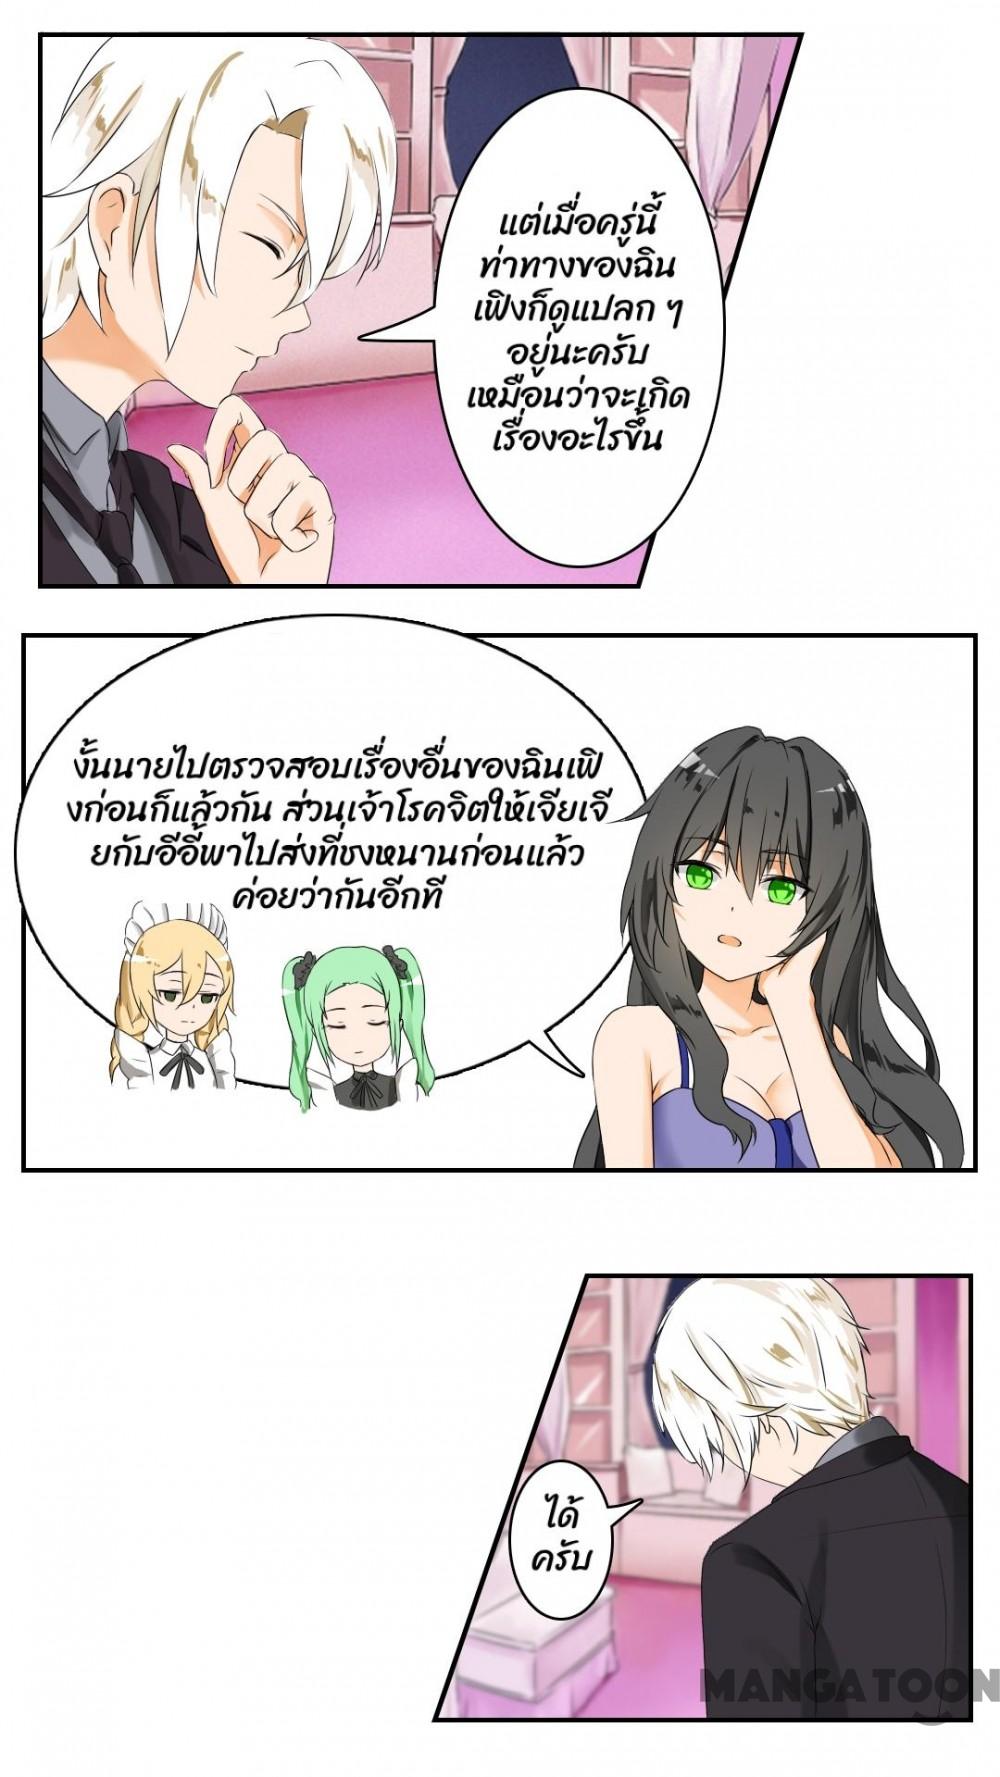 แต่เมื่อครู่นี้
ท่าทางของฉิน
เฟิงก็ดูแปลก ๆ
อยู่นะครับ
เหมือนว่าจะเกิด
เรื่องอะไรขึ้น
งั้นนายไปตรวจสอบเรื่องอื่นของฉินเฟิ
งก่อนก็แล้วกัน ส่วนเจ้าโรคจิตให้เจียเจี
ยกับอีอี้พาไปส่งที่ชงหนานก่อนแล้ว
ค่อยว่ากันอีกที
ได้
ครับ
MANGATOON